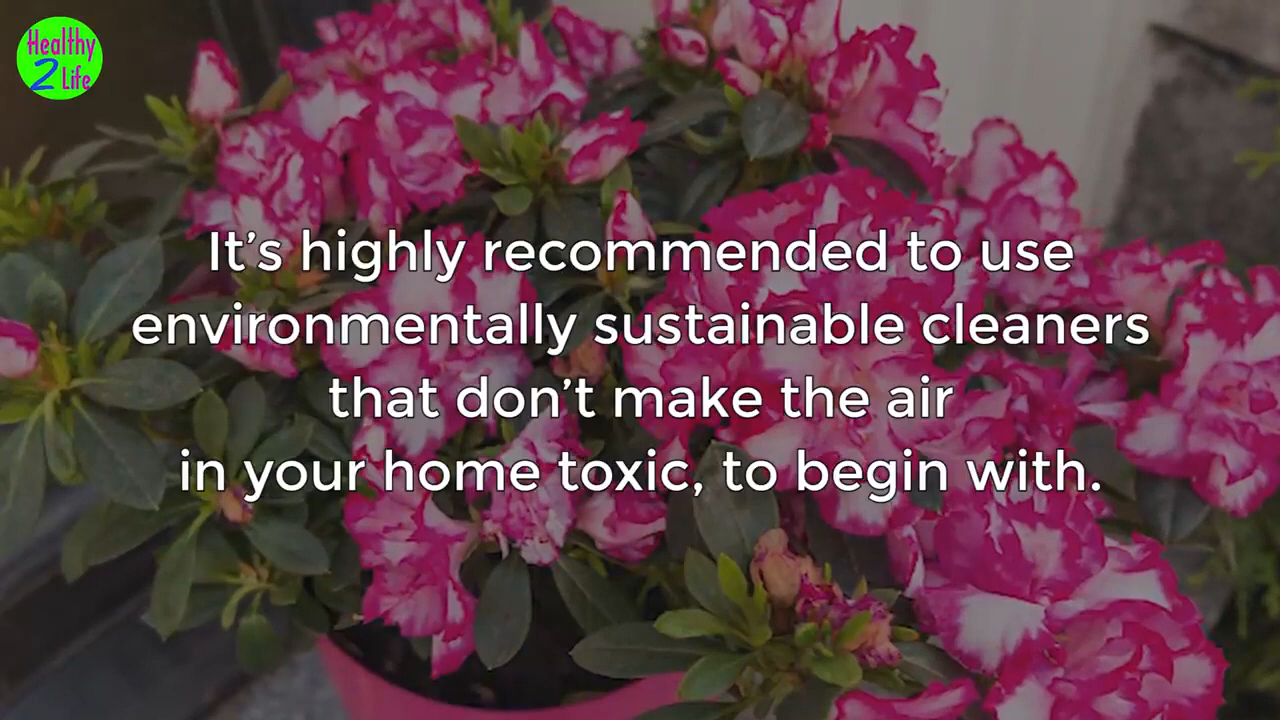 Healthy
2 Life
It's highly recommended to use
environmentally sustainable cleaners
that don't make the air
in your home toxic, to begin with.